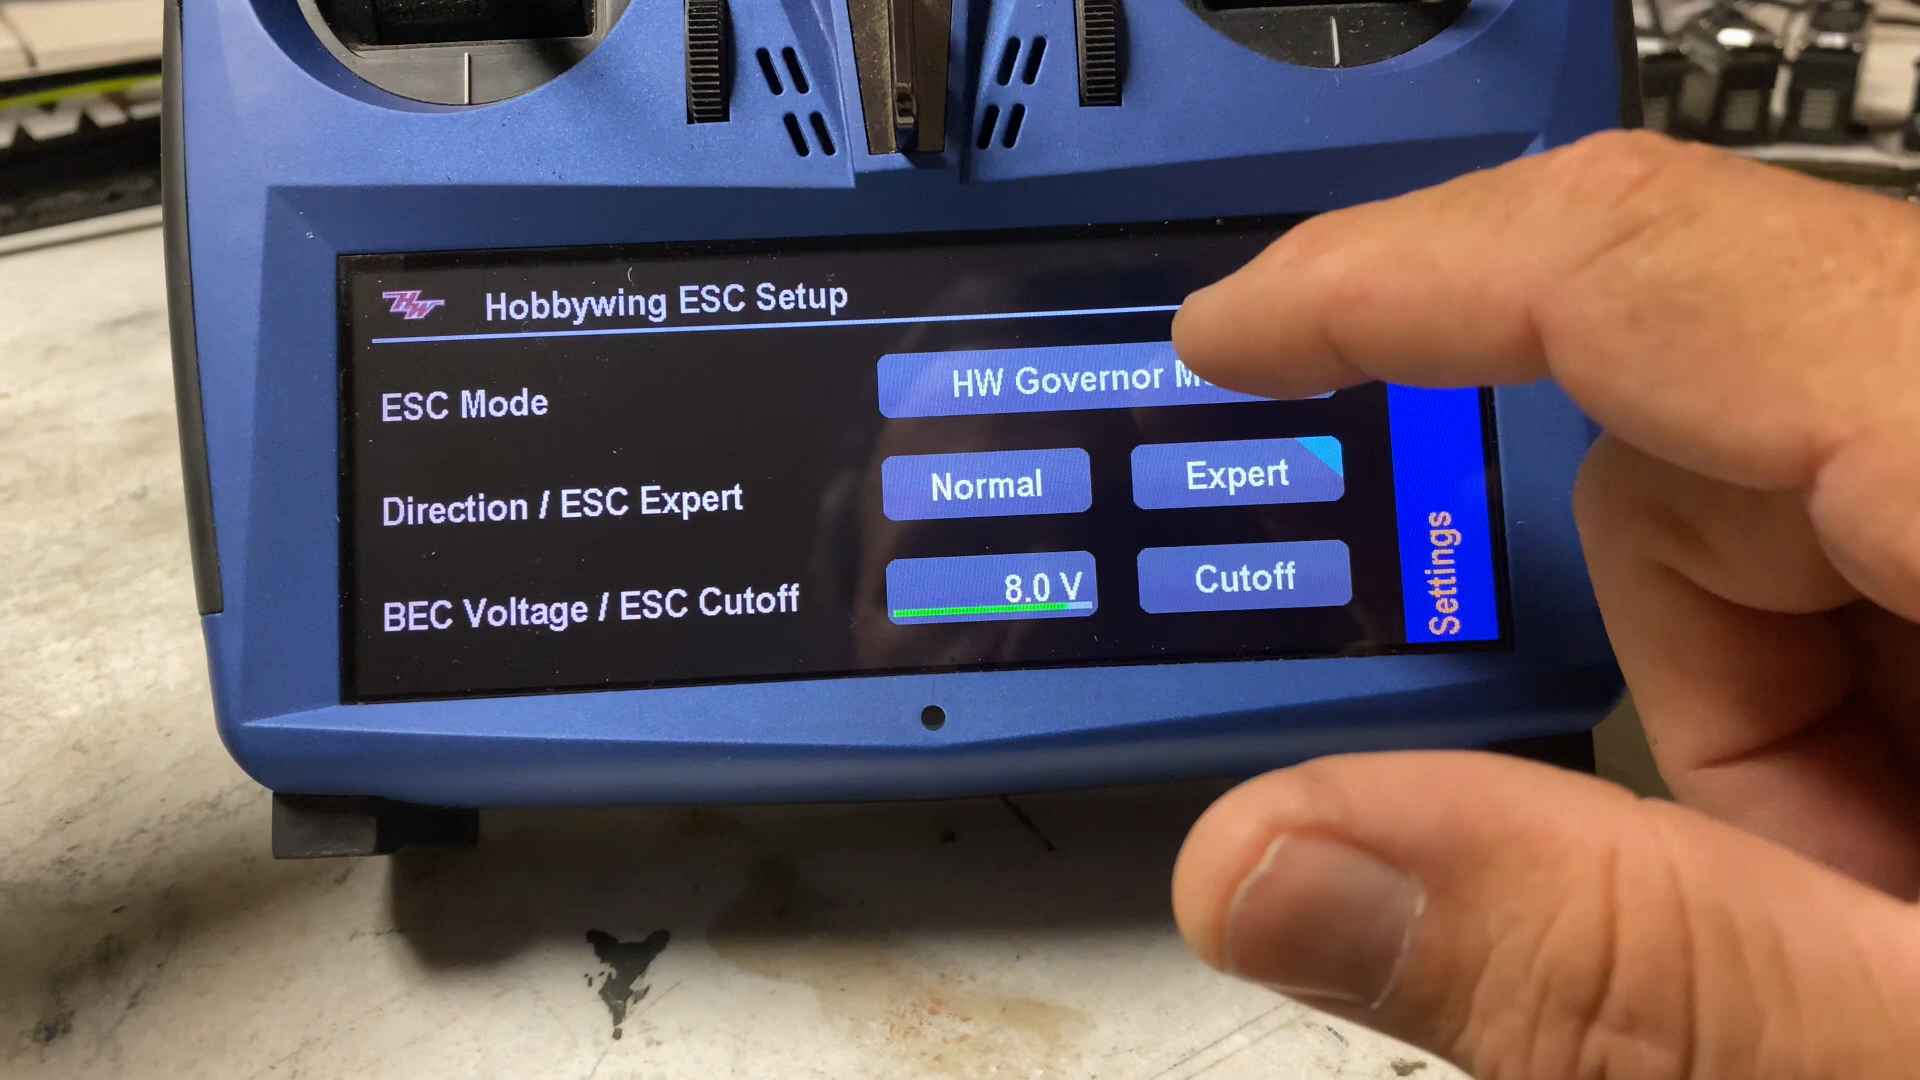 HW Hobbywing ESC Setup
ESC Mode HW Governor
Direction / ESC Expert Normal Expert
BEC Voltage / ESC Cutoff 8.0 V Cutoff
Settings